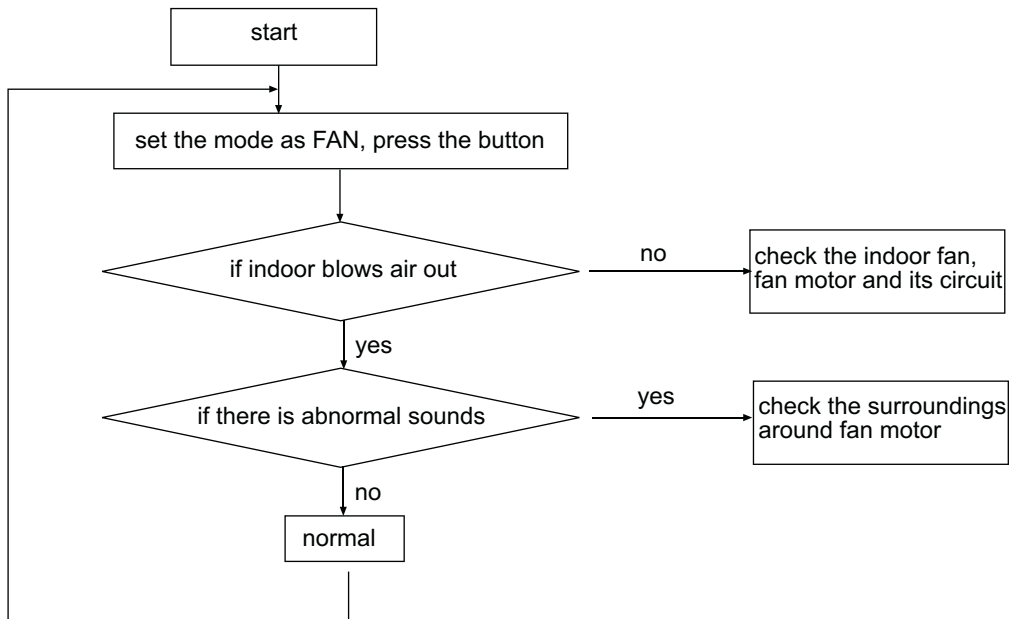 start
set the mode as FAN, press the button
if indoor blows air out
no
check the indoor fan,
fan motor and its circuit
yes
if there is abnormal sounds
yes
check the surroundings
around fan motor
no
normal